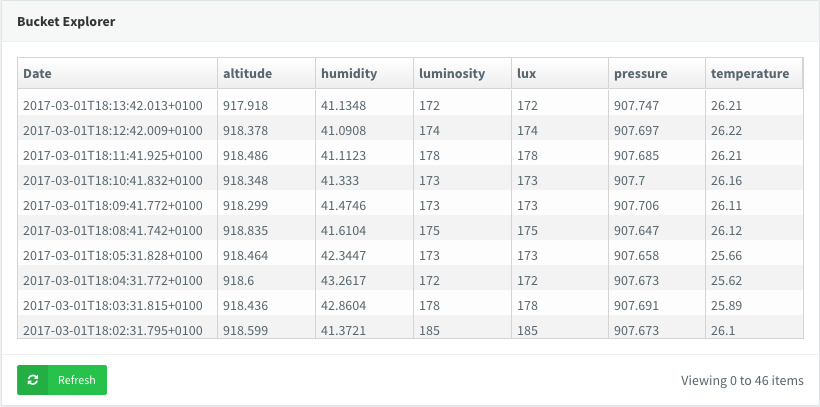 Bucket Explorer
Date altitude humidity luminosity lux pressure temperature
2017-03-01T18:13:42.013+0100 917.918 41.1348 172 172 907.747 26.21
2017-03-01T18:12:42.009+0100 918.378 41.0908 174 174 907.697 26.22
2017-03-01T18:11:41.925+0100 918.486 41.1123 178 178 907.685 26.21
2017-03-01T18:10:41.832+0100 918.348 41.333 173 173 907.7 26.16
2017-03-01T18:09:41.772+0100 918.299 41.4746 173 173 907.706 26.11
2017-03-01T18:08:41.742+0100 918.835 41.6104 175 175 907.647 26.12
2017-03-01T18:05:31.828+0100 918.464 42.3447 173 173 907.658 25.66
2017-03-01T18:04:31.772+0100 918.6 43.2617 172 172 907.673 25.62
2017-03-01T18:03:31.815+0100 918.436 42.8604 178 178 907.691 25.89
2017-03-01T18:02:31.795+0100 918.599 41.3721 185 185 907.673 26.1
Refresh Viewing 0 to 46 items